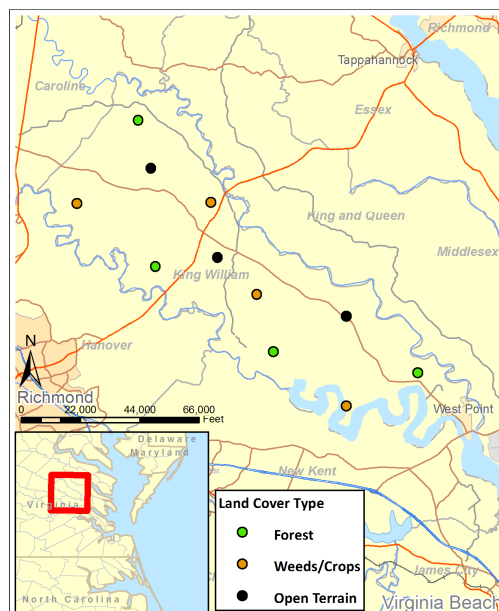 Richmond
Tappahannock
Caroline
Essex
King and Queen
Middlesex
King William
N
Hanover
Richmond
0 22,000 44,000 66,000
Feet
West Point
Delaware
Maryland
New Kent
Virginia
Land Cover Type
Forest
Weeds/Crops
Open Terrain
James City
North Carolina
Virginia Beach